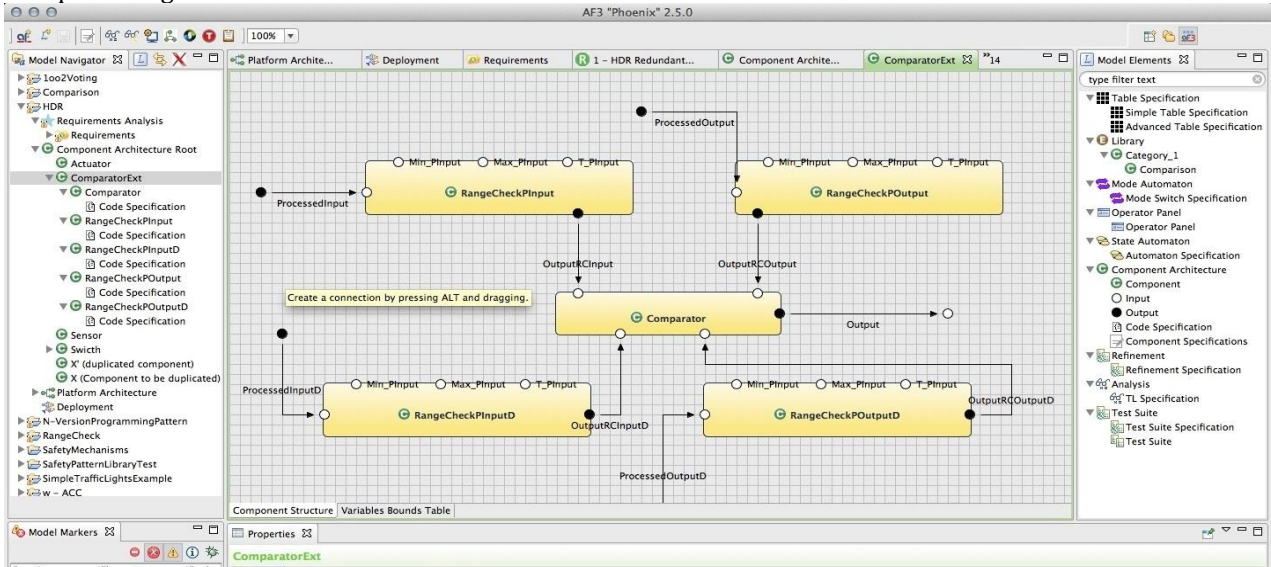 AF3 "Phoenix" 2.5.0
100%
Model Navigator
Platform Archite...
Deployment
Requirements
1 - HDR Redundant...
Component Archite...
ComparatorExt
»14
Model Elements
1oo2Voting
Comparison
HDR
Requirements Analysis
Requirements
Component Architecture Root
Actuator
ComparatorExt
Comparator
Code Specification
RangeCheckPInput
Code Specification
RangeCheckPInputD
Code Specification
RangeCheckPOutput
Code Specification
RangeCheckPOutputD
Code Specification
Sensor
Swicth
X' (duplicated component)
X (Component to be duplicated)
Platform Architecture
Deployment
N-VersionProgrammingPattern
RangeCheck
SafetyMechanisms
SafetyPatternLibraryTest
SimpleTrafficLightsExample
w - ACC
ProcessedOutput
Min_PInput Max_PInput T_PInput
RangeCheckPInput
ProcessedInput
Min_PInput Max_PInput T_PInput
RangeCheckPOutput
OutputRCInput
OutputRCOutput
Create a connection by pressing ALT and dragging.
Comparator
Output
ProcessedInputD
Min_PInput Max_PInput T_PInput
RangeCheckPInputD
OutputRCInputD
Min_PInput Max_PInput T_PInput
RangeCheckPOutputD
OutputRCOutputD
ProcessedOutputD
Component Structure
Variables Bounds Table
type filter text
Table Specification
Simple Table Specification
Advanced Table Specification
Library
Category_1
Comparison
Mode Automaton
Mode Switch Specification
Operator Panel
Operator Panel
State Automaton
Automaton Specification
Component Architecture
Component
Input
Output
Code Specification
Component Specifications
Refinement
Refinement Specification
Analysis
TL Specification
Test Suite
Test Suite Specification
Test Suite
Model Markers
Properties
ComparatorExt